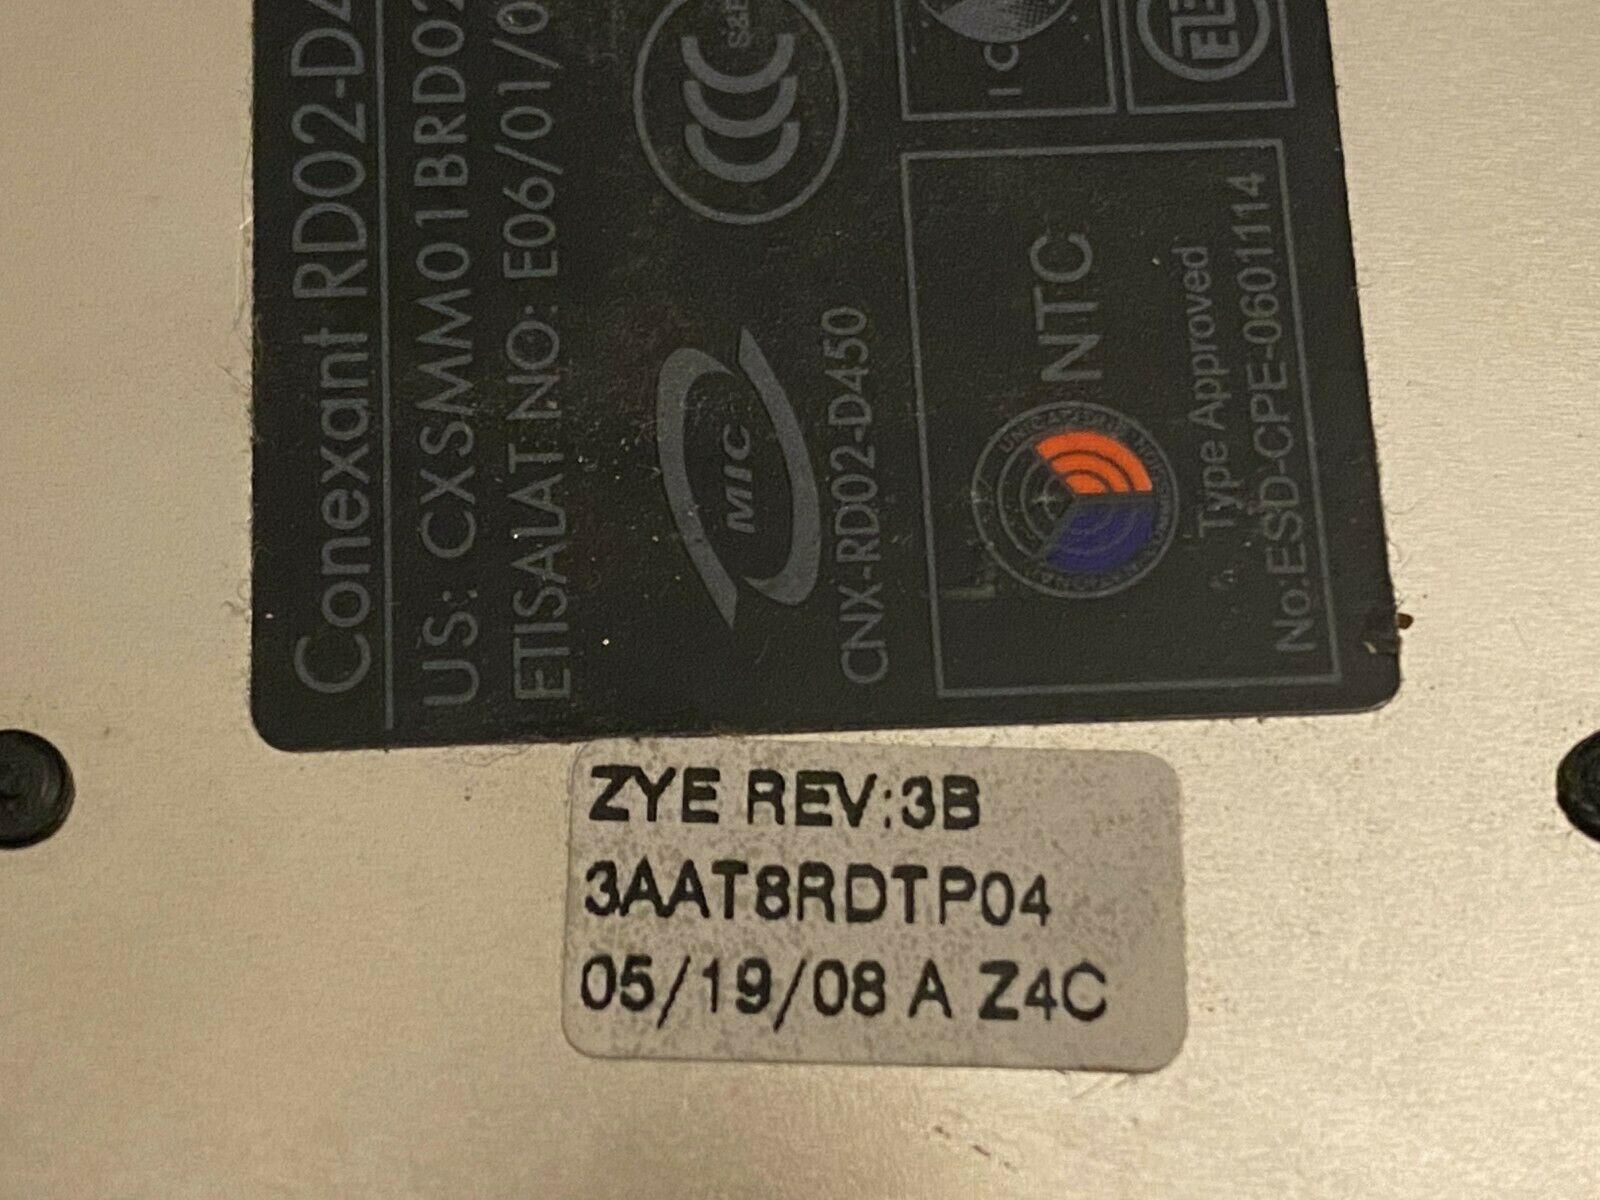 Conexant RD02-D4
US: CXSMM01BRD02
ETISALAT NO: E06/01/0
S&E
MIC
CNX-RD02-D450
NTC
Type Approved
No:ESD-CPE-0601114
ZYE REV:3B
3AAT8RDTP04
05/19/08 A Z4C